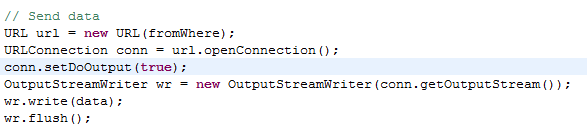 // Send data
URL url = new URL(fromWhere);
URLConnection conn = url.openConnection();
conn.setDoOutput(true);
OutputStreamWriter wr = new OutputStreamWriter(conn.getOutputStream());
wr.write(data);
wr.flush();